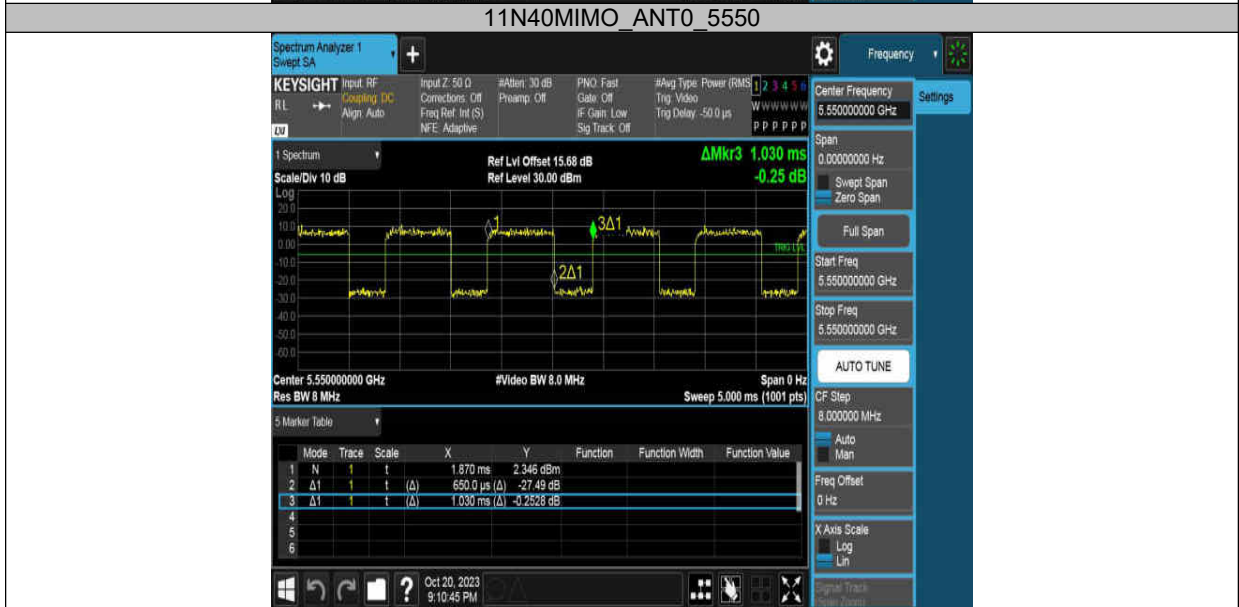 11N40MIMO_ANT0_5550
Spectrum Analyzer 1
Swept SA
+
Frequency
KEYSIGHT
RL
LXI
Input: RF
Coupling: DC
Align: Auto
Input Z: 50 Ω
Corrections: Off
Freq Ref: Int (S)
NFE: Adaptive
#Atten: 30 dB
Preamp: Off
PNO: Fast
Gate: Off
IF Gain: Low
Sig Track: Off
#Avg Type: Power (RMS
Trig: Video
Trig Delay: -50.0 µs
1 2 3 4 5 6
W W W W W W
P P P P P P
1 Spectrum
Scale/Div 10 dB
Ref Lvl Offset 15.68 dB
Ref Level 30.00 dBm
ΔMkr3 1.030 ms
-0.25 dB
Log
20.0
10.0
0.00
-10.0
-20.0
-30.0
-40.0
-50.0
-60.0
1
2Δ1
3Δ1
TRIG LVL
Center 5.550000000 GHz
Res BW 8 MHz
#Video BW 8.0 MHz
Span 0 Hz
Sweep 5.000 ms (1001 pts)
5 Marker Table
Mode Trace Scale X Y Function Function Width Function Value
1 N 1 t 1.870 ms 2.346 dBm
2 Δ1 1 t (Δ) 650.0 µs (Δ) -27.49 dB
3 Δ1 1 t (Δ) 1.030 ms (Δ) -0.2528 dB
4
5
6
?
Oct 20, 2023
9:10:45 PM
Center Frequency
5.550000000 GHz
Settings
Span
0.00000000 Hz
Swept Span
Zero Span
Full Span
Start Freq
5.550000000 GHz
Stop Freq
5.550000000 GHz
AUTO TUNE
CF Step
8.000000 MHz
Auto
Man
Freq Offset
0 Hz
X Axis Scale
Log
Lin
Signal Track